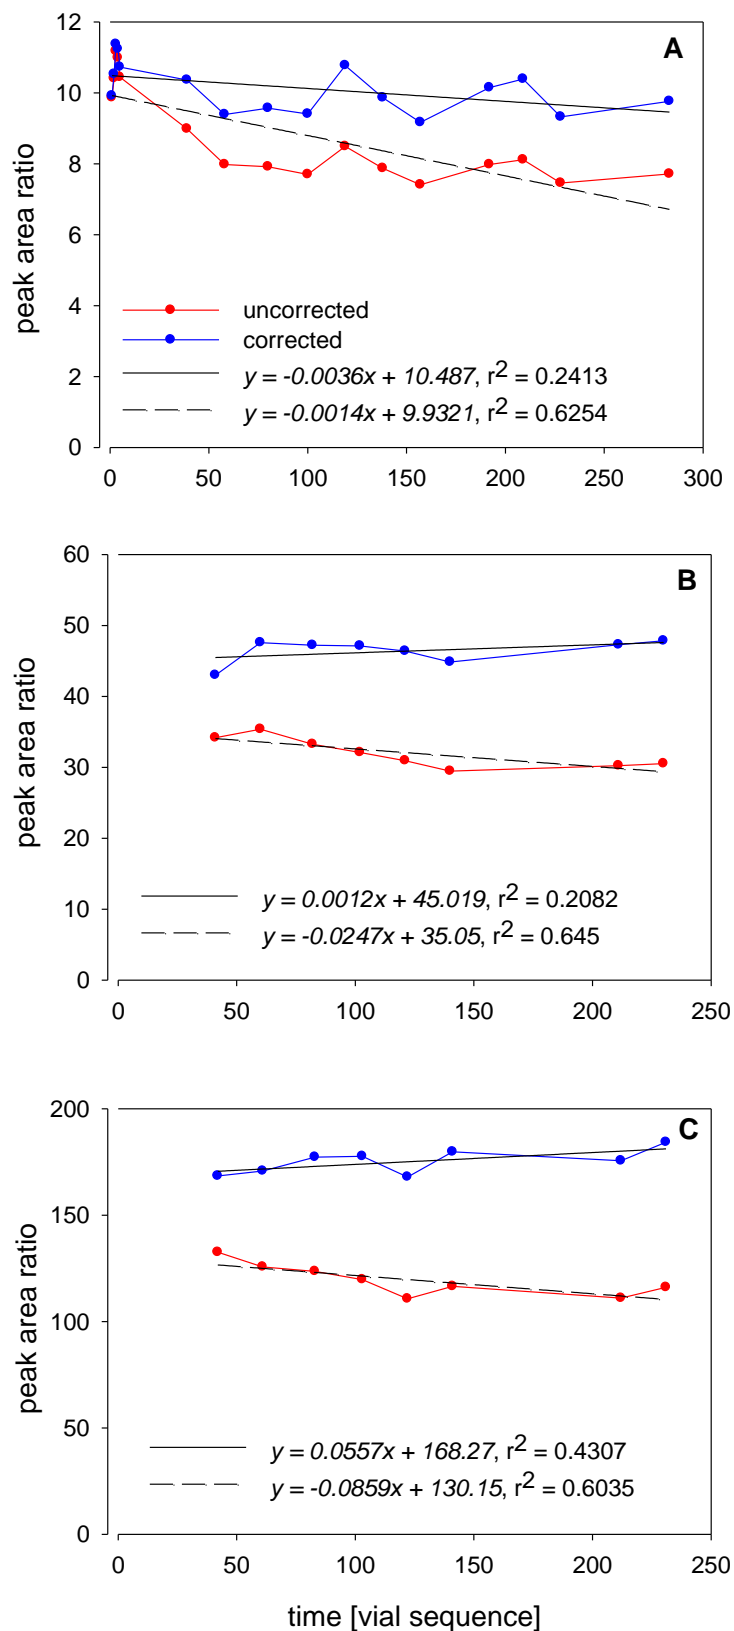 12
A
10
8
6
4
2
0
peak area ratio
uncorrected
corrected
y = -0.0036x + 10.487, r² = 0.2413
y = -0.0014x + 9.9321, r² = 0.6254
0 50 100 150 200 250 300
60
B
50
40
30
20
10
0
peak area ratio
y = 0.0012x + 45.019, r² = 0.2082
y = -0.0247x + 35.05, r² = 0.645
0 50 100 150 200 250
200
C
150
100
50
0
peak area ratio
y = 0.0557x + 168.27, r² = 0.4307
y = -0.0859x + 130.15, r² = 0.6035
0 50 100 150 200 250
time [vial sequence]